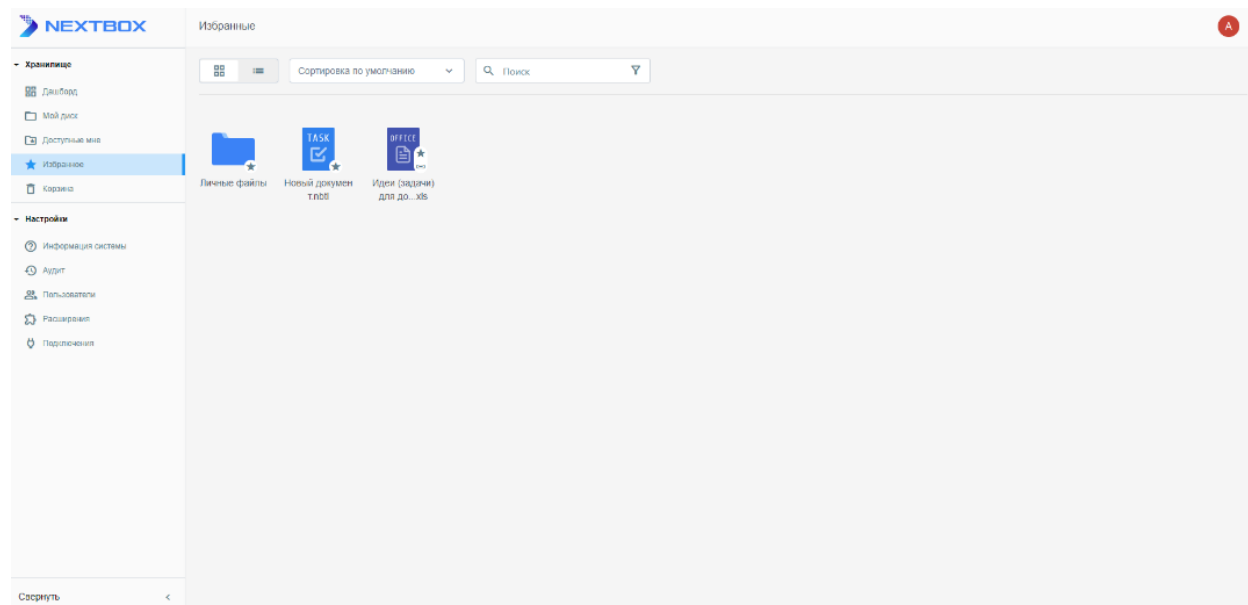 NEXTBOX
Избранные
A
Хранилище
Сортировка по умолчанию
Поиск
Дашборд
Мой диск
Доступные мне
Избранное
Корзина
TASK
OFFICE
Личные файлы
Новый докумен
т.nbtl
Идеи (задачи)
для до...xls
Настройки
Информация системы
Аудит
Пользователи
Расширения
Подключения
Свернуть